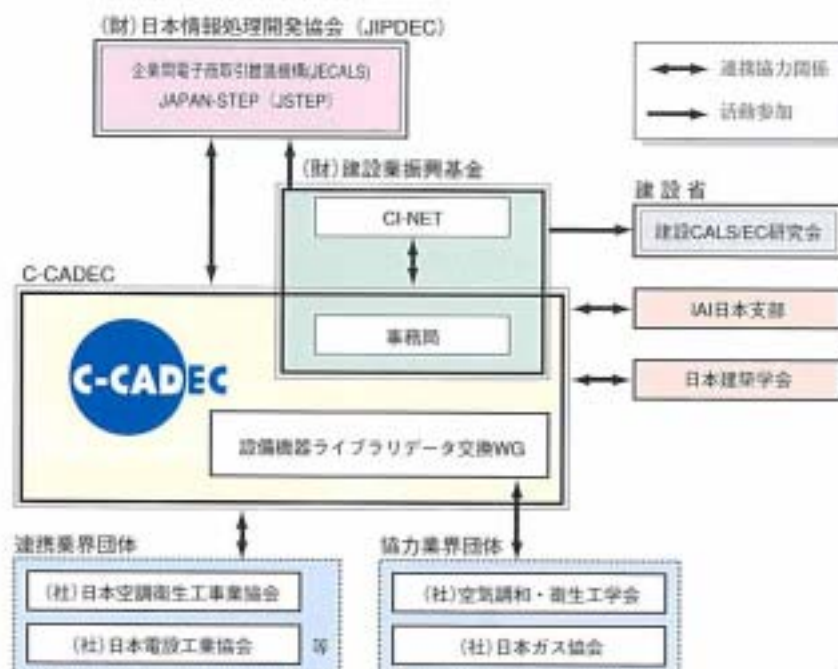 (財)日本情報処理開発協会 (JIPDEC)
企業間電子商取引推進機構(JECALS)
JAPAN-STEP (JSTEP)
連携協力関係
活動参加
(財)建設業振興基金
CI-NET
建設省
建設CALS/EC研究会
C-CADEC
IAI日本支部
事務局
C-CADEC
日本建築学会
設備機器ライブラリデータ交換WG
連携業界団体
(社)日本空調衛生工事業協会
(社)日本電設工業協会
等
協力業界団体
(社)空気調和・衛生工学会
(社)日本ガス協会